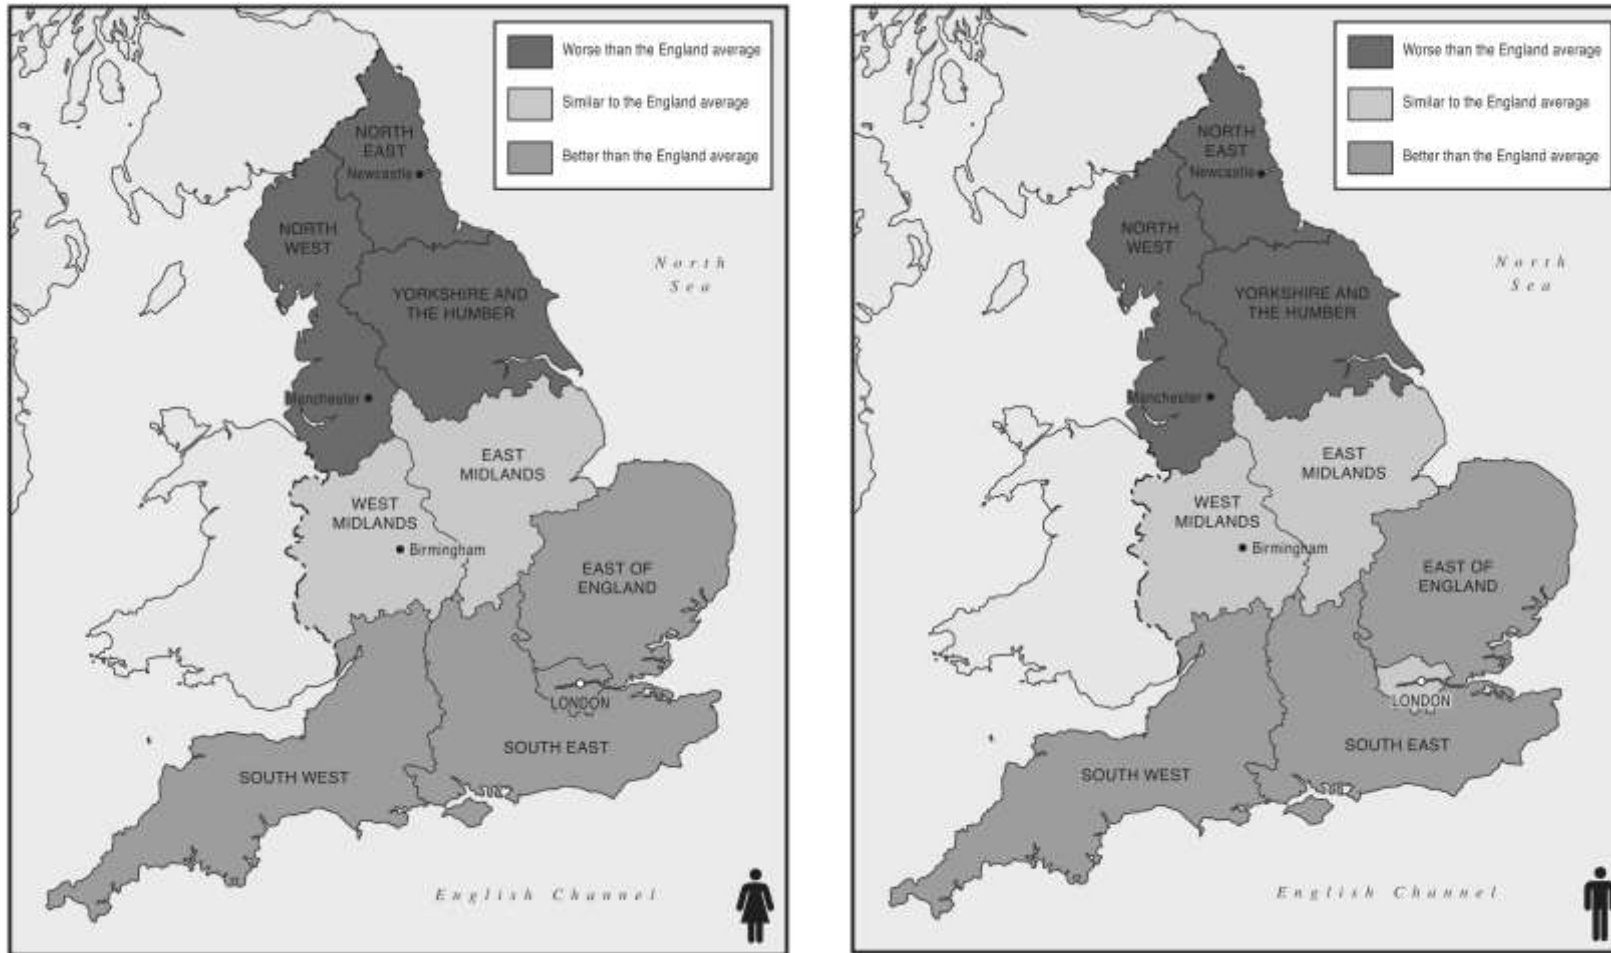 Worse than the England average
Similar to the England average
Better than the England average
NORTH
EAST
Newcastle
NORTH
WEST
North
Sea
YORKSHIRE AND
THE HUMBER
Manchester
EAST
MIDLANDS
WEST
MIDLANDS
Birmingham
EAST OF
ENGLAND
LONDON
SOUTH EAST
SOUTH WEST
English Channel
Worse than the England average
Similar to the England average
Better than the England average
NORTH
EAST
Newcastle
NORTH
WEST
North
Sea
YORKSHIRE AND
THE HUMBER
Manchester
EAST
MIDLANDS
WEST
MIDLANDS
Birmingham
EAST OF
ENGLAND
LONDON
SOUTH EAST
SOUTH WEST
English Channel